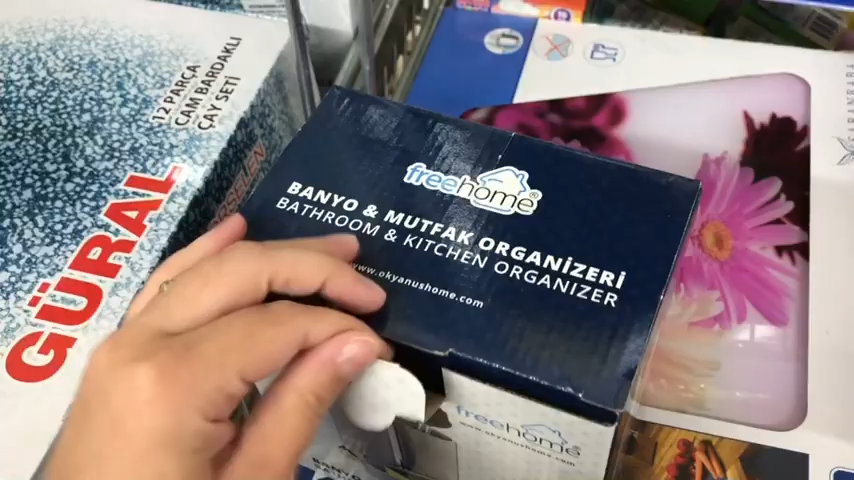 12 PARÇA
CAM BARDAKLI
ÇAY SETİ
GÜRAL
freehome®
BANYO & MUTFAK ORGANİZERİ
BATHROOM & KITCHEN ORGANIZER
www.okyanushome.com
freehome
www.okyanushome.com
BANYO